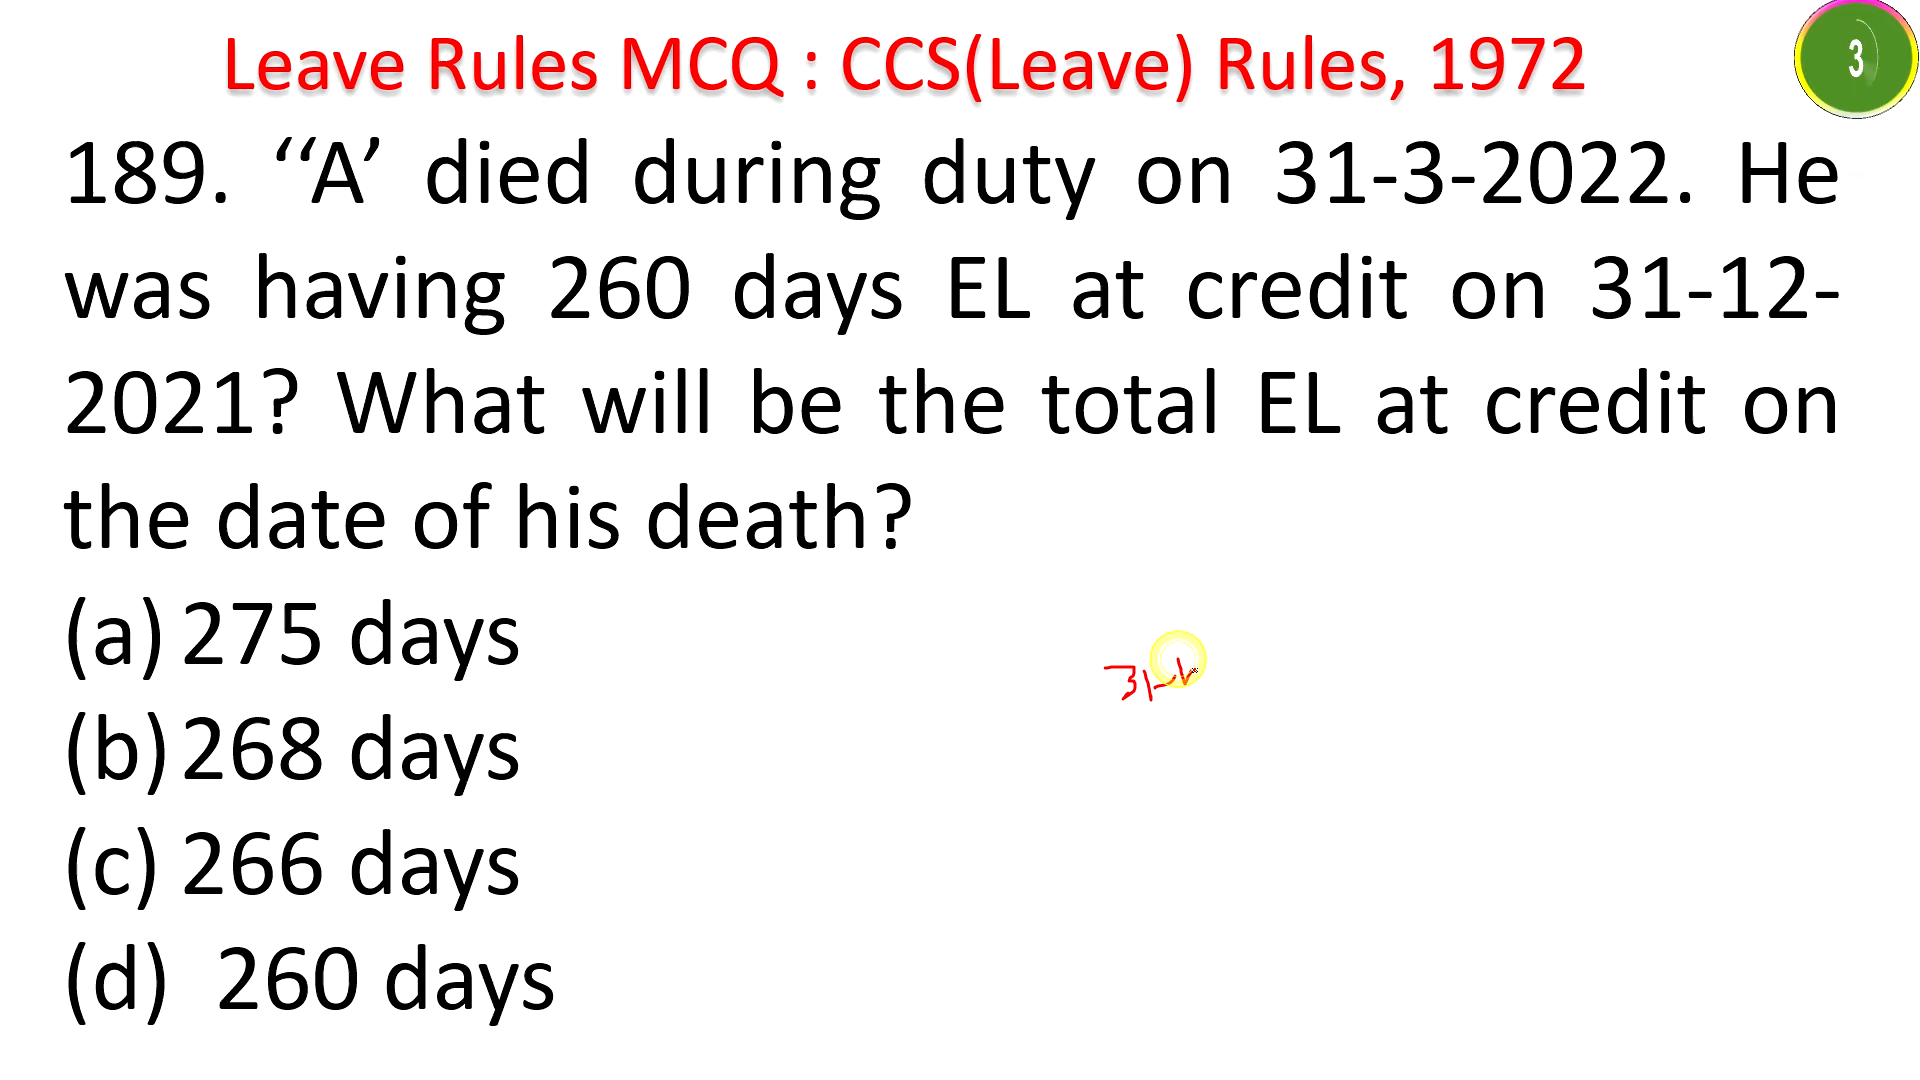 Leave Rules MCQ : CCS(Leave) Rules, 1972
3
189. ‘‘A’ died during duty on 31-3-2022. He
was having 260 days EL at credit on 31-12-
2021? What will be the total EL at credit on
the date of his death?
(a) 275 days
(b) 268 days
31-
(c) 266 days
(d) 260 days